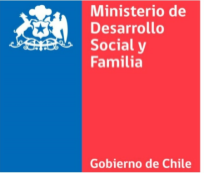 Ministerio de
Desarrollo
Social y
Familia
Gobierno de Chile